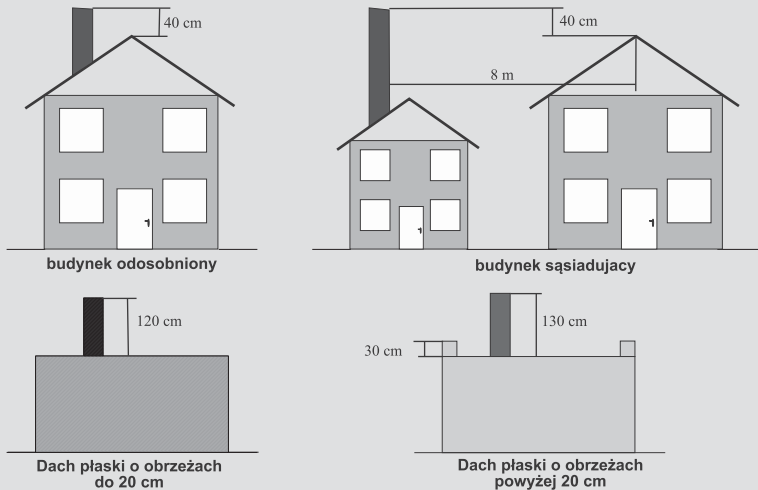 40 cm
40 cm
8 m
budynek odosobniony
budynek sąsiadujacy
120 cm
130 cm
30 cm
Dach płaski o obrzeżach
do 20 cm
Dach płaski o obrzeżach
powyżej 20 cm